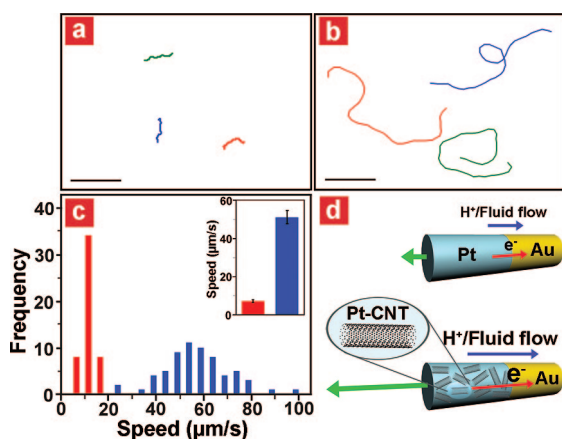 a
b
c
Frequency
40
30
20
10
0
0 20 40 60 80 100
Speed (µm/s)
Speed (µm/s)
60
40
20
0
d
H⁺/Fluid flow
Pt
e⁻
Au
Pt-CNT
H⁺/Fluid flow
e⁻
Au